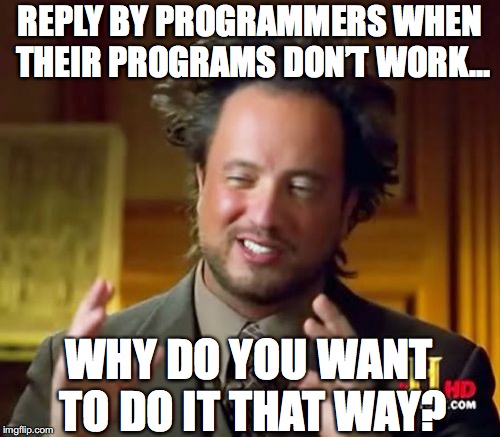 REPLY BY PROGRAMMERS WHEN
THEIR PROGRAMS DON'T WORK...
WHY DO YOU WANT
TO DO IT THAT WAY?
H HD
.COM
imgflip.com